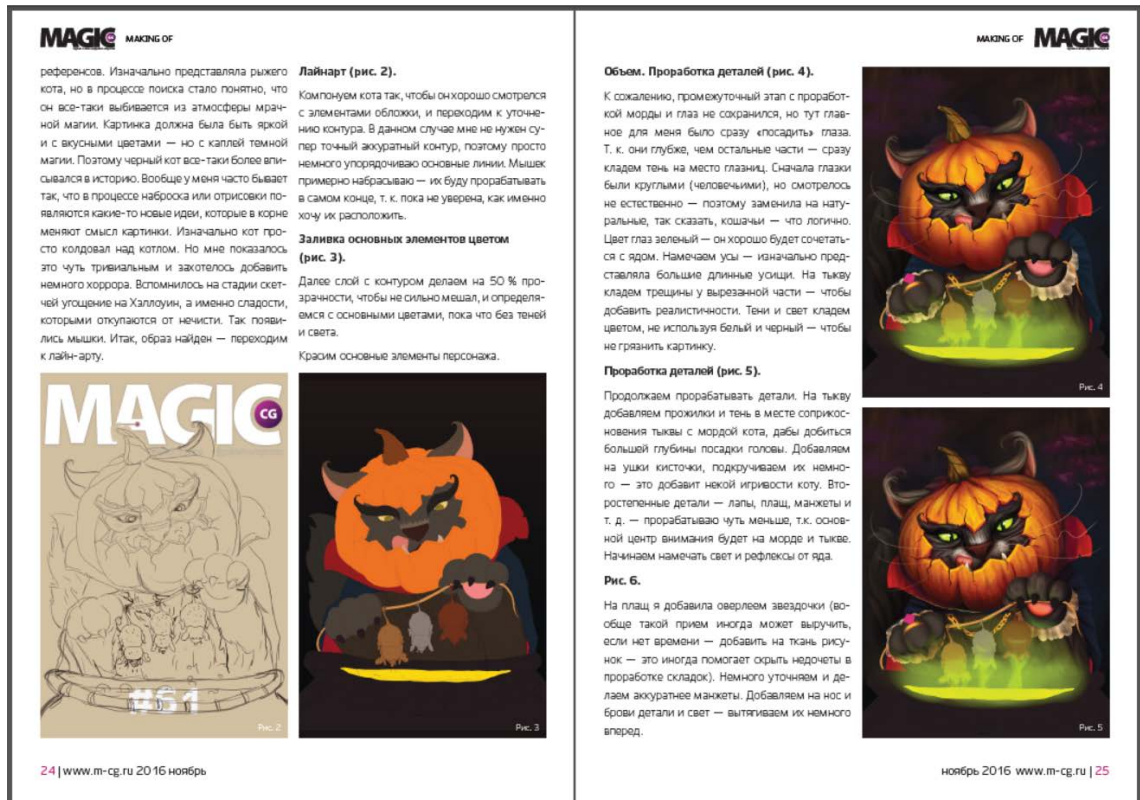 MAGIC CG MAKING OF
референсов. Изначально представляла рыжего
кота, но в процессе поиска стало понятно, что
он все-таки выбивается из атмосферы мрач-
ной магии. Картинка должна была быть яркой
и с вкусными цветами — но с каплей темной
магии. Поэтому черный кот все-таки более впи-
сывался в историю. Вообще у меня часто бывает
так, что в процессе наброска или отрисовки по-
являются какие-то новые идеи, которые в корне
меняют смысл картинки. Изначально кот про-
сто колдовал над котлом. Но мне показалось
это чуть тривиальным и захотелось добавить
немного хоррора. Вспомнилось на стадии скет-
чей угощение на Хэллоуин, а именно сладости,
которыми откупаются от нечисти. Так появи-
лись мышки. Итак, образ найден — переходим
к лайн-арту.
Лайнарт (рис. 2).
Компонуем кота так, чтобы он хорошо смотрелся
с элементами обложки, и переходим к уточне-
нию контура. В данном случае мне не нужен су-
пер точный аккуратный контур, поэтому просто
немного упорядочиваю основные линии. Мышек
примерно набрасываю — их буду прорабатывать
в самом конце, т. к. пока не уверена, как именно
хочу их расположить.
Заливка основных элементов цветом
(рис. 3).
Далее слой с контуром делаем на 50 % про-
зрачности, чтобы не сильно мешал, и определя-
емся с основными цветами, пока что без теней
и света.
Красим основные элементы персонажа.
MAGIC CG
#61
Рис. 2
Рис. 3
24 | www.m-cg.ru 2016 ноябрь
MAKING OF MAGIC CG
Объем. Проработка деталей (рис. 4).
К сожалению, промежуточный этап с проработ-
кой морды и глаз не сохранился, но тут глав-
ное для меня было сразу «посадить» глаза.
Т. к. они глубже, чем остальные части — сразу
кладем тень на место глазниц. Сначала глазки
были круглыми (человечьими), но смотрелось
не естественно — поэтому заменила на нату-
ральные, так сказать, кошачьи — что логично.
Цвет глаз зеленый — он хорошо будет сочетать-
ся с ядом. Намечаем усы — изначально пред-
ставляла большие длинные усищи. На тыкву
кладем трещины у вырезанной части — чтобы
добавить реалистичности. Тени и свет кладем
цветом, не используя белый и черный — чтобы
не грязнить картинку.
Проработка деталей (рис. 5).
Продолжаем прорабатывать детали. На тыкву
добавляем прожилки и тень в месте соприкос-
новения тыквы с мордой кота, дабы добиться
большей глубины посадки головы. Добавляем
на ушки кисточки, подкручиваем их немно-
го — это добавит некой игривости коту. Вто-
ростепенные детали — лапы, плащ, манжеты и
т. д. — прорабатываю чуть меньше, т.к. основ-
ной центр внимания будет на морде и тыкве.
Начинаем намечать свет и рефлексы от яда.
Рис. 6.
На плащ я добавила оверлеем звездочки (во-
обще такой прием иногда может выручить,
если нет времени — добавить на ткань рису-
нок — это иногда помогает скрыть недочеты в
проработке складок). Немного уточняем и де-
лаем аккуратнее манжеты. Добавляем на нос и
брови детали и свет — вытягиваем их немного
вперед.
Рис. 4
Рис. 5
ноябрь 2016 www.m-cg.ru | 25